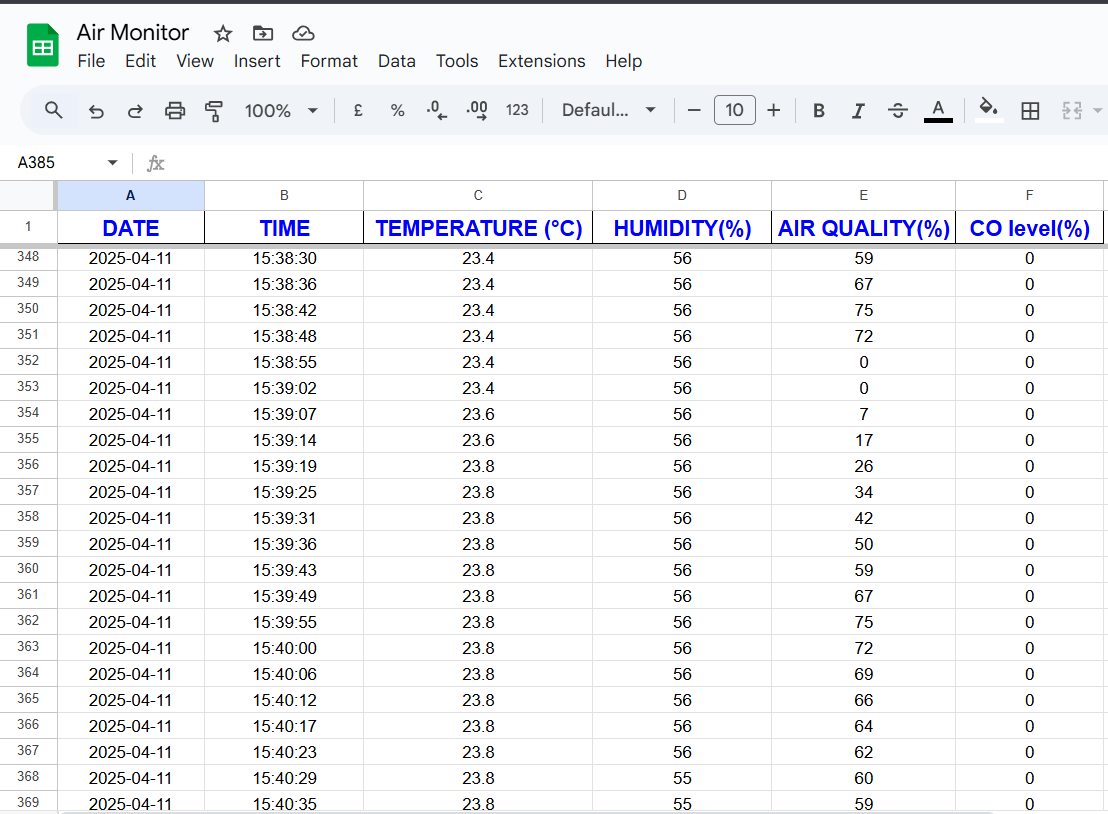 Air Monitor
File Edit View Insert Format Data Tools Extensions Help
100% £ % .0 .00 123 Defaul... 10 B I S A
A385 fx
A B C D E F
1 DATE TIME TEMPERATURE (°C) HUMIDITY(%) AIR QUALITY(%) CO level(%)
348 2025-04-11 15:38:30 23.4 56 59 0
349 2025-04-11 15:38:36 23.4 56 67 0
350 2025-04-11 15:38:42 23.4 56 75 0
351 2025-04-11 15:38:48 23.4 56 72 0
352 2025-04-11 15:38:55 23.4 56 0 0
353 2025-04-11 15:39:02 23.4 56 0 0
354 2025-04-11 15:39:07 23.6 56 7 0
355 2025-04-11 15:39:14 23.6 56 17 0
356 2025-04-11 15:39:19 23.8 56 26 0
357 2025-04-11 15:39:25 23.8 56 34 0
358 2025-04-11 15:39:31 23.8 56 42 0
359 2025-04-11 15:39:36 23.8 56 50 0
360 2025-04-11 15:39:43 23.8 56 59 0
361 2025-04-11 15:39:49 23.8 56 67 0
362 2025-04-11 15:39:55 23.8 56 75 0
363 2025-04-11 15:40:00 23.8 56 72 0
364 2025-04-11 15:40:06 23.8 56 69 0
365 2025-04-11 15:40:12 23.8 56 66 0
366 2025-04-11 15:40:17 23.8 56 64 0
367 2025-04-11 15:40:23 23.8 56 62 0
368 2025-04-11 15:40:29 23.8 55 60 0
369 2025-04-11 15:40:35 23.8 55 59 0